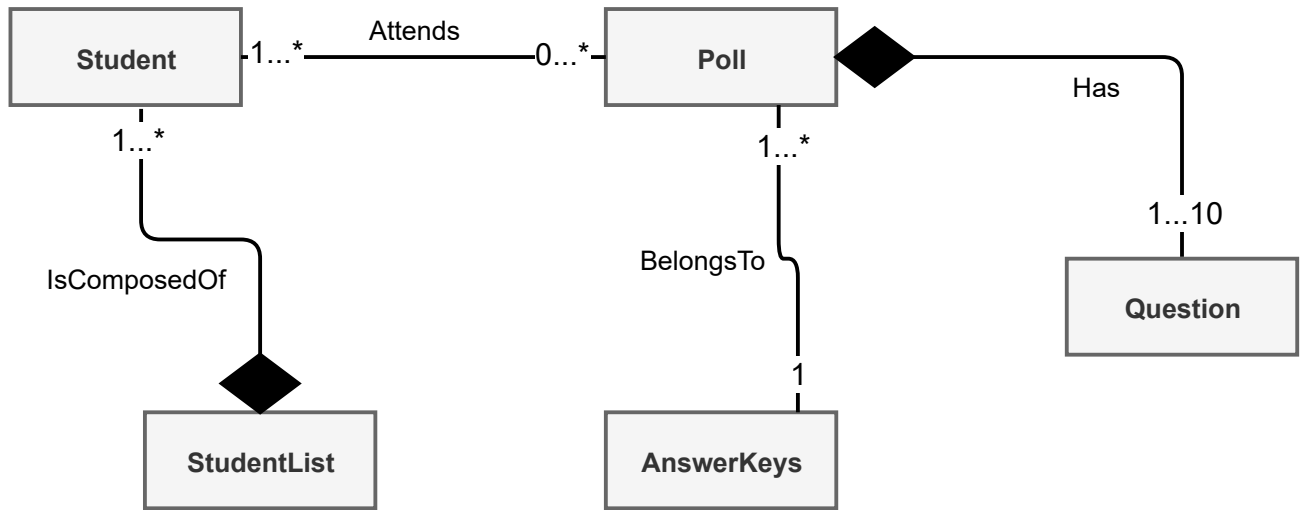 Attends
Student
1...*
0...*
Poll
Has
1...*
1...*
1...10
BelongsTo
IsComposedOf
Question
1
StudentList
AnswerKeys